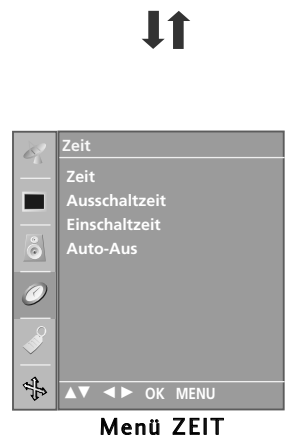 Zeit
Zeit
Ausschaltzeit
Einschaltzeit
Auto-Aus
▲▼ ◄► OK MENU
Menü ZEIT